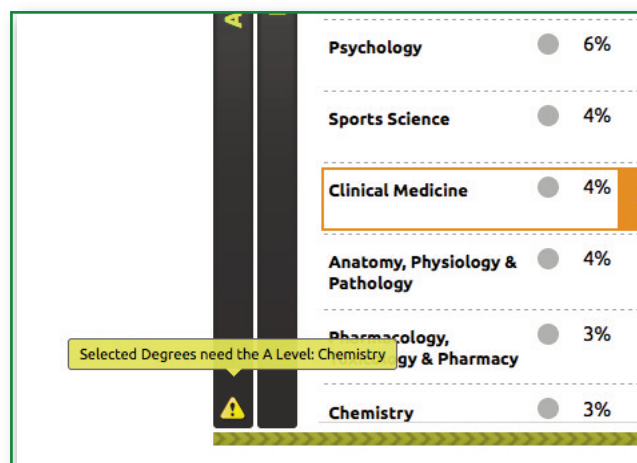 Psychology 6%
Sports Science 4%
Clinical Medicine 4%
Anatomy, Physiology & 4%
Pathology
Pharmacology, 3%
& Pharmacy
Selected Degrees need the A Level: Chemistry
Chemistry 3%